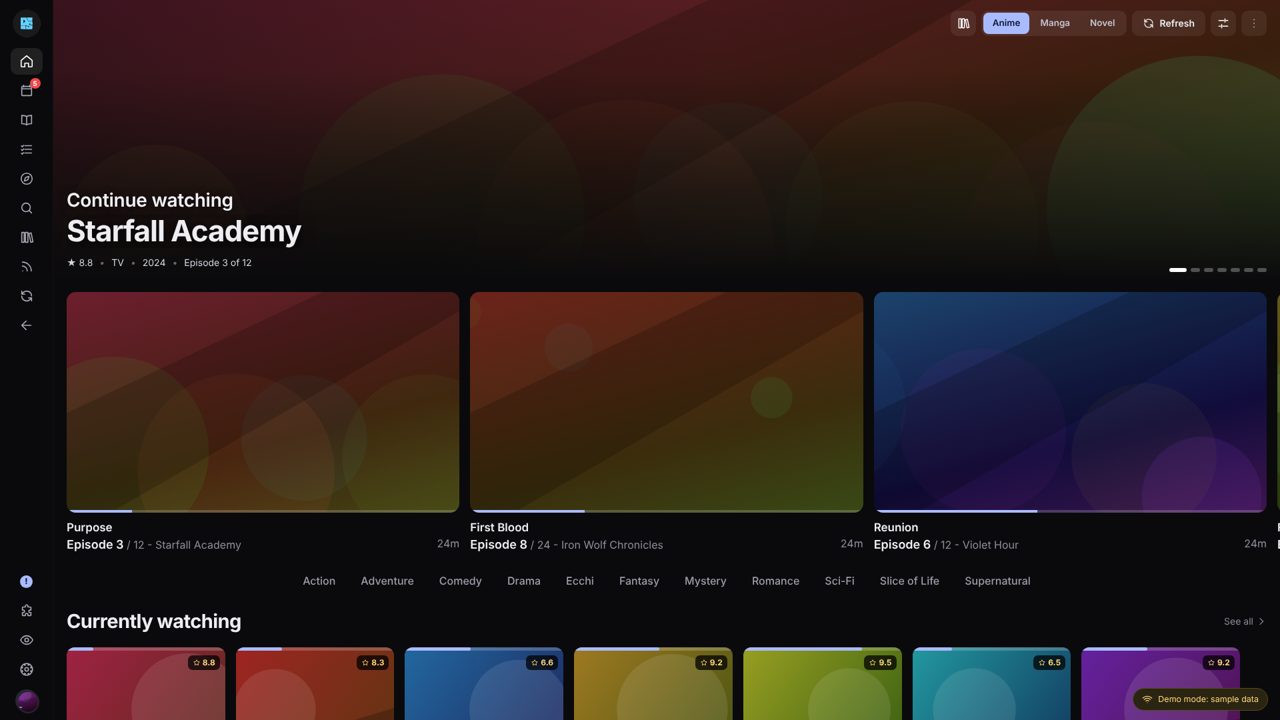 Anime Manga Novel Refresh
5
Continue watching
Starfall Academy
★ 8.8 • TV • 2024 • Episode 3 of 12
Purpose
Episode 3 / 12 - Starfall Academy 24m
First Blood
Episode 8 / 24 - Iron Wolf Chronicles 24m
Reunion
Episode 6 / 12 - Violet Hour 24m
Action Adventure Comedy Drama Ecchi Fantasy Mystery Romance Sci-Fi Slice of Life Supernatural
Currently watching
See all
8.8 8.3 6.6 9.2 9.5 6.5 9.2
Demo mode: sample data